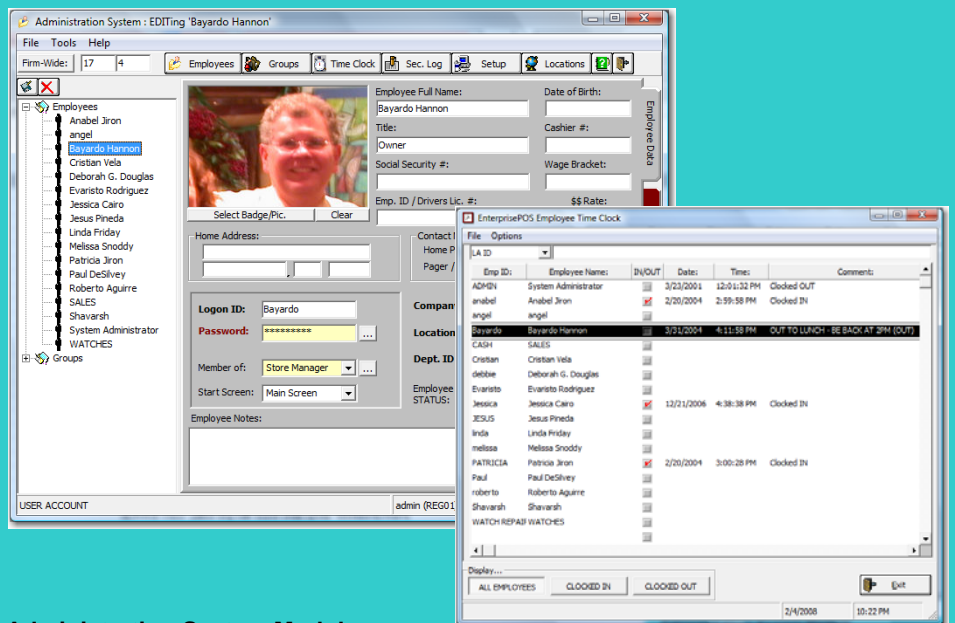 Administration System : EDITing 'Bayardo Hannon'
File Tools Help
Firm-Wide: 17 4 Employees Groups Time Clock Sec. Log Setup Locations
Employees
Anabel Jiron
angel
Bayardo Hannon
Cristian Vela
Deborah G. Douglas
Evaristo Rodriguez
Jessica Cairo
Jesus Pineda
Linda Friday
Melissa Snoddy
Patricia Jiron
Paul DeSilvey
Roberto Aguirre
SALES
Shavarsh
System Administrator
WATCHES
Groups
Select Badge/Pic. Clear
Employee Full Name: Date of Birth:
Bayardo Hannon
Title: Cashier #:
Owner
Social Security #: Wage Bracket:
Emp. ID / Drivers Lic. #: $$ Rate:
Employee Data
Home Address: Contact
Home P
Pager /
Logon ID: Bayardo Compan
Password: ********* ... Location
Member of: Store Manager ... Dept. ID
Start Screen: Main Screen Employee
STATUS:
Employee Notes:
USER ACCOUNT admin (REG01
EnterprisePOS Employee Time Clock
File Options
LA ID
Emp ID: Employee Name: IN/OUT Date: Time: Comment:
ADMIN System Administrator 3/23/2001 12:01:32 PM Clocked OUT
anabel Anabel Jiron 2/20/2004 2:59:58 PM Clocked IN
angel angel
Bayardo Bayardo Hannon 3/31/2004 4:11:58 PM OUT TO LUNCH - BE BACK AT 2PM (OUT)
CASH SALES
Cristian Cristian Vela
debbie Deborah G. Douglas
Evaristo Evaristo Rodriguez
Jessica Jessica Cairo 12/21/2006 4:38:38 PM Clocked IN
JESUS Jesus Pineda
linda Linda Friday
melissa Melissa Snoddy
PATRICIA Patricia Jiron 2/20/2004 3:00:28 PM Clocked IN
Paul Paul DeSilvey
roberto Roberto Aguirre
Shavarsh Shavarsh
WATCH REPAIR WATCHES
Display...
ALL EMPLOYEES CLOCKED IN CLOCKED OUT Exit
2/4/2008 10:22 PM